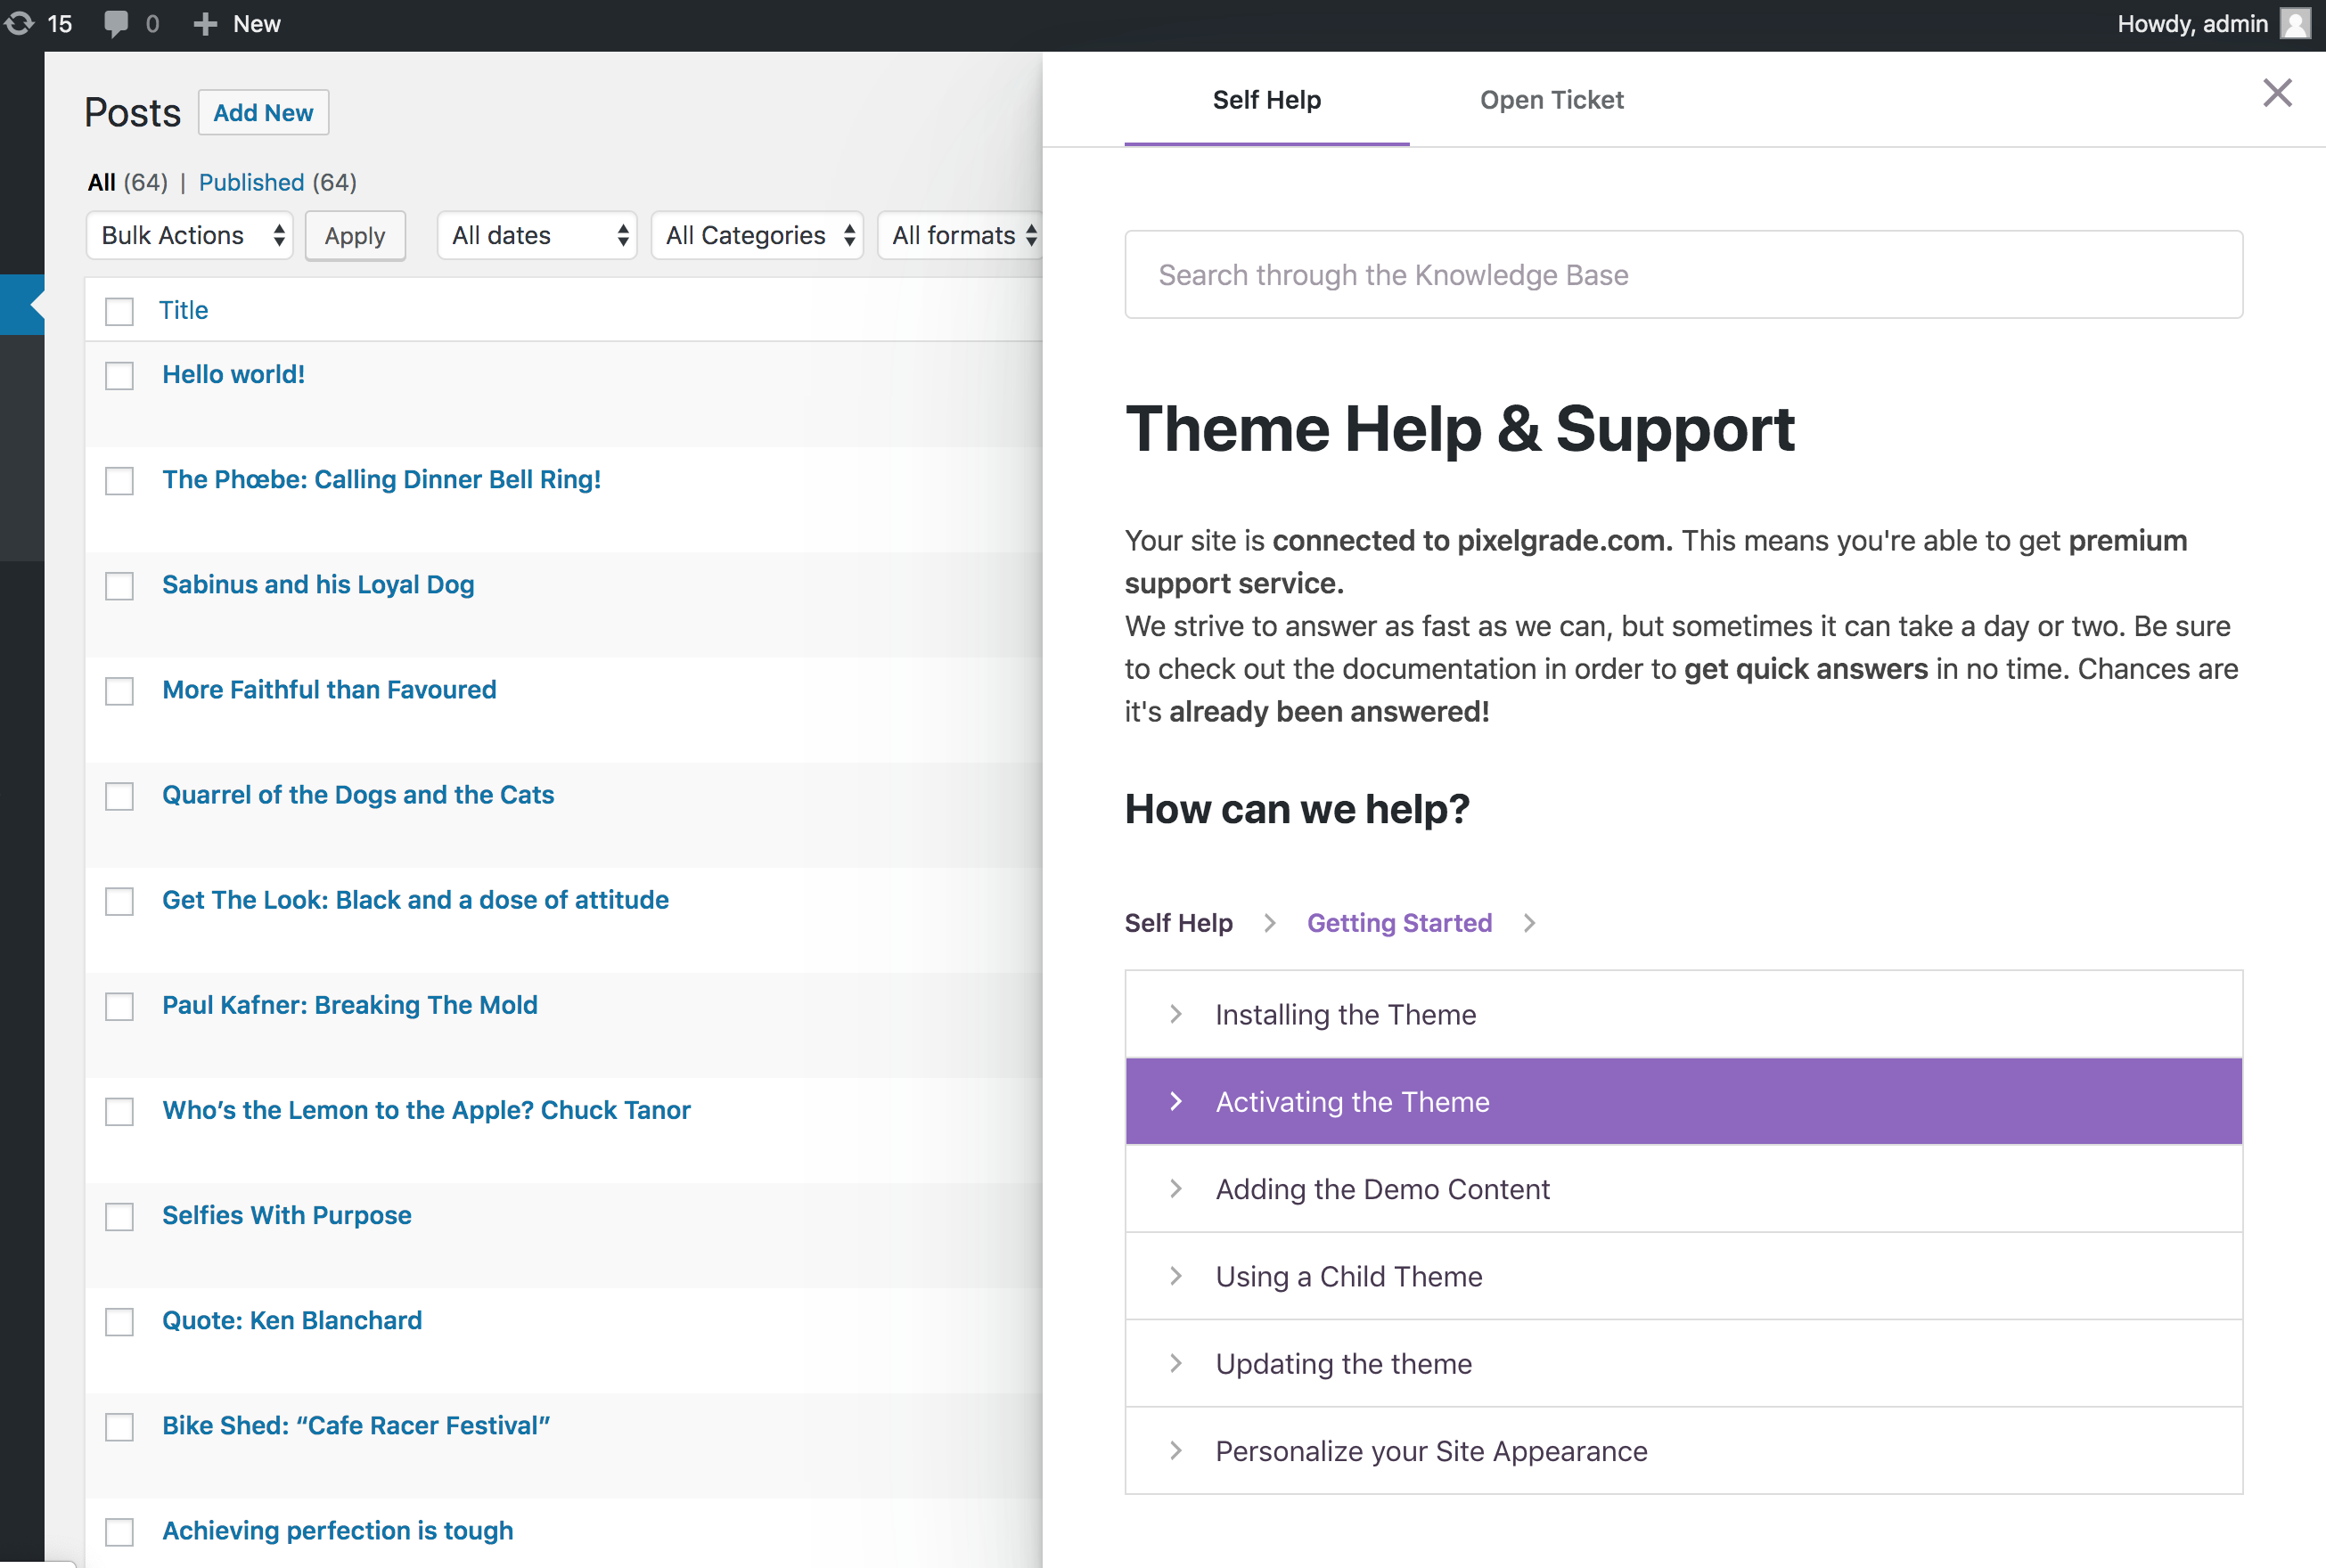 15 0 New Howdy, admin
Posts Add New
All (64) | Published (64)
Bulk Actions Apply All dates All Categories All formats
Title
Hello world!
The Phœbe: Calling Dinner Bell Ring!
Sabinus and his Loyal Dog
More Faithful than Favoured
Quarrel of the Dogs and the Cats
Get The Look: Black and a dose of attitude
Paul Kafner: Breaking The Mold
Who’s the Lemon to the Apple? Chuck Tanor
Selfies With Purpose
Quote: Ken Blanchard
Bike Shed: “Cafe Racer Festival”
Achieving perfection is tough
Self Help Open Ticket
Search through the Knowledge Base
Theme Help & Support
Your site is connected to pixelgrade.com. This means you're able to get premium
support service.
We strive to answer as fast as we can, but sometimes it can take a day or two. Be sure
to check out the documentation in order to get quick answers in no time. Chances are
it's already been answered!
How can we help?
Self Help Getting Started
Installing the Theme
Activating the Theme
Adding the Demo Content
Using a Child Theme
Updating the theme
Personalize your Site Appearance